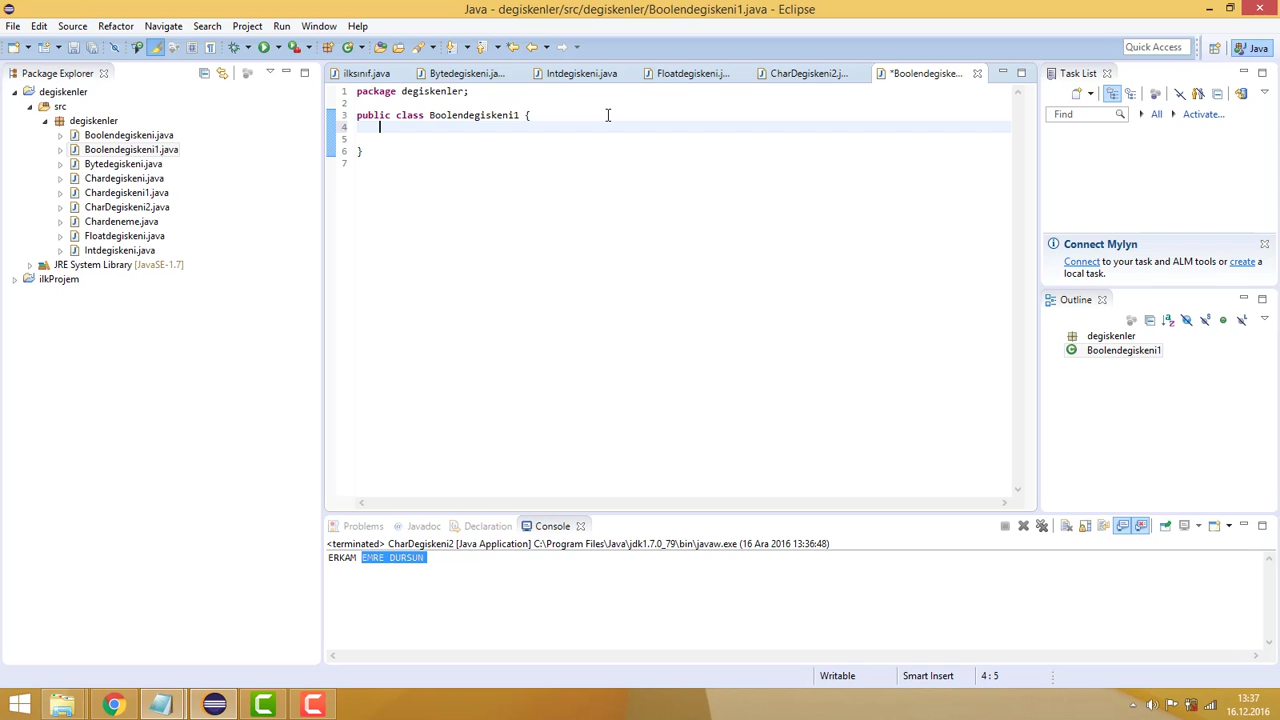 Java - degiskenler/src/degiskenler/Boolendegiskeni1.java - Eclipse
File Edit Source Refactor Navigate Search Project Run Window Help
Quick Access
Java
Package Explorer
degiskenler
src
degiskenler
Boolendegiskeni.java
Boolendegiskeni1.java
Bytedegiskeni.java
Chardegiskeni.java
Chardegiskeni1.java
CharDegiskeni2.java
Chardeneme.java
Floatdegiskeni.java
Intdegiskeni.java
JRE System Library [JavaSE-1.7]
ilkProjem
ilksınıf.java Bytedegiskeni.ja... Intdegiskeni.java Floatdegiskeni.j... CharDegiskeni2.j... *Boolendegiske...
1 package degiskenler;
2
3 public class Boolendegiskeni1 {
4
5
6 }
7
Task List
Find All Activate...
Connect Mylyn
Connect to your task and ALM tools or create a
local task.
Outline
degiskenler
Boolendegiskeni1
Problems Javadoc Declaration Console
<terminated> CharDegiskeni2 [Java Application] C:\Program Files\Java\jdk1.7.0_79\bin\javaw.exe (16 Ara 2016 13:36:48)
ERKAM EMRE DURSUN
Writable Smart Insert 4 : 5
13:37
16.12.2016